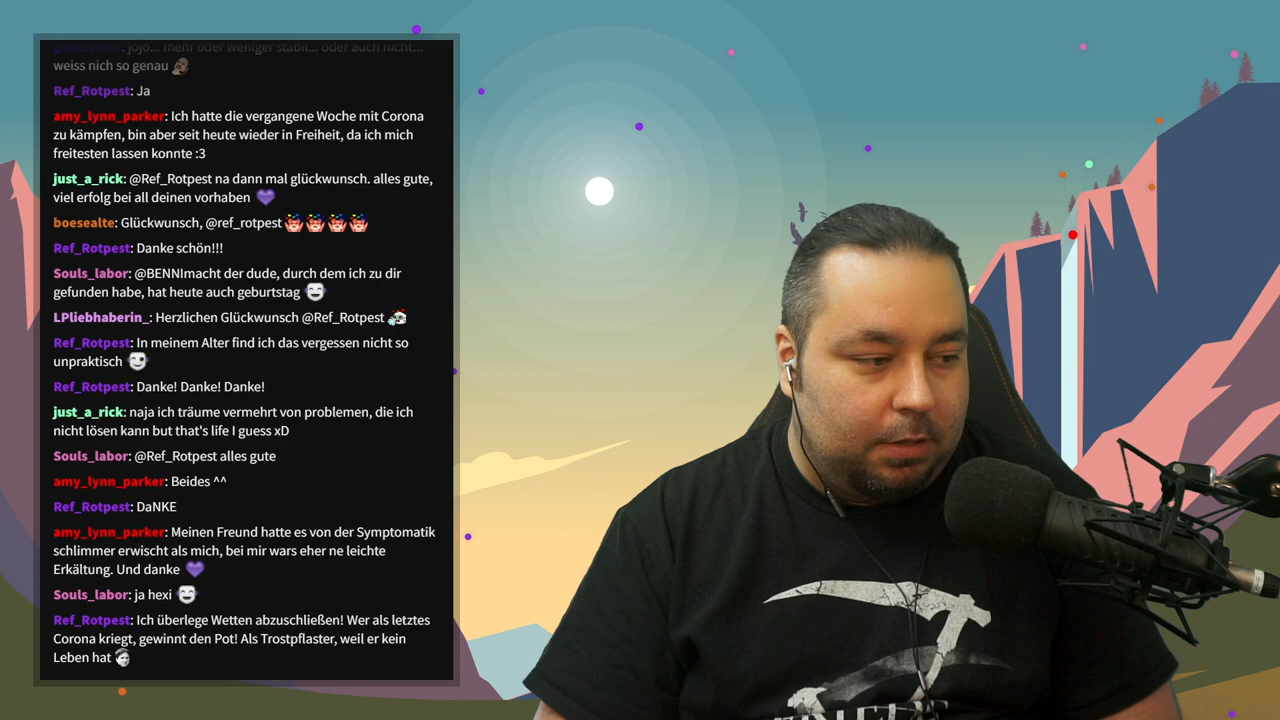 jojo... mehr oder weniger stabil... oder auch nicht...
weiss nich so genau
Ref_Rotpest: Ja
amy_lynn_parker: Ich hatte die vergangene Woche mit Corona
zu kämpfen, bin aber seit heute wieder in Freiheit, da ich mich
freitesten lassen konnte :3
just_a_rick: @Ref_Rotpest na dann mal glückwunsch. alles gute,
viel erfolg bei all deinen vorhaben
boesealte: Glückwunsch, @ref_rotpest
Ref_Rotpest: Danke schön!!!
Souls_labor: @BENNImacht der dude, durch dem ich zu dir
gefunden habe, hat heute auch geburtstag
LPliebhaberin_: Herzlichen Glückwunsch @Ref_Rotpest
Ref_Rotpest: In meinem Alter find ich das vergessen nicht so
unpraktisch
Ref_Rotpest: Danke! Danke! Danke!
just_a_rick: naja ich träume vermehrt von problemen, die ich
nicht lösen kann but that's life I guess xD
Souls_labor: @Ref_Rotpest alles gute
amy_lynn_parker: Beides ^^
Ref_Rotpest: DaNKE
amy_lynn_parker: Meinen Freund hatte es von der Symptomatik
schlimmer erwischt als mich, bei mir wars eher ne leichte
Erkältung. Und danke
Souls_labor: ja hexi
Ref_Rotpest: Ich überlege Wetten abzuschließen! Wer als letztes
Corona kriegt, gewinnt den Pot! Als Trostpflaster, weil er kein
Leben hat